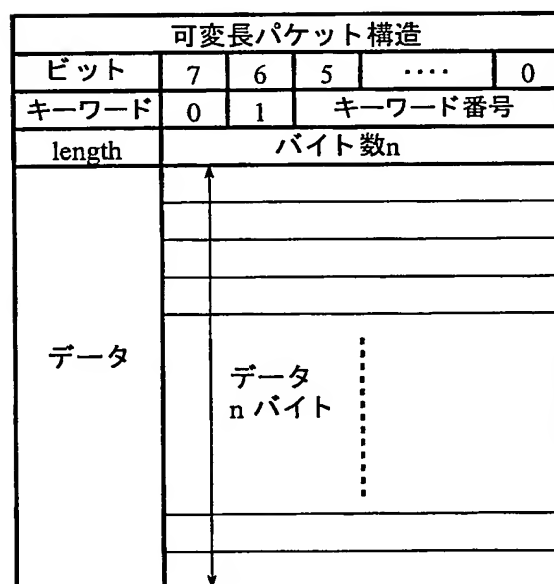 可変長パケット構造
ビット 7 6 5 ‥‥ 0
キーワード 0 1 キーワード番号
length バイト数n
データ
データ
n バイト